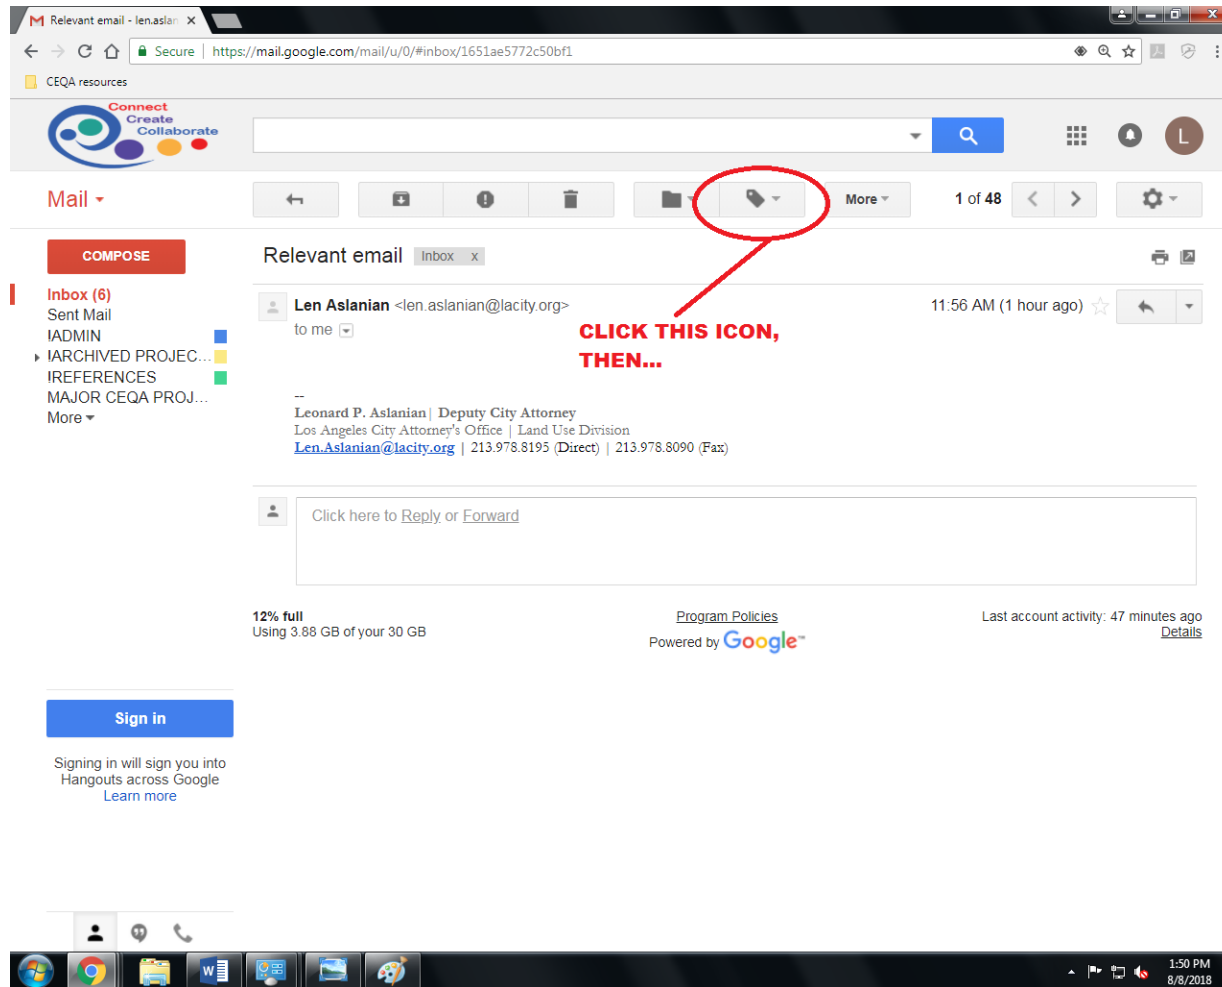 Relevant email - len.aslan
Secure | https://mail.google.com/mail/u/0/#inbox/1651ae5772c50bf1
CEQA resources
Connect
Create
Collaborate
L
Mail
More
1 of 48
COMPOSE
Relevant email Inbox x
Inbox (6)
Sent Mail
!ADMIN
!ARCHIVED PROJEC...
!REFERENCES
MAJOR CEQA PROJ...
More
Len Aslanian <len.aslanian@lacity.org>
11:56 AM (1 hour ago)
to me
CLICK THIS ICON,
THEN...
--
Leonard P. Aslanian | Deputy City Attorney
Los Angeles City Attorney's Office | Land Use Division
Len.Aslanian@lacity.org | 213.978.8195 (Direct) | 213.978.8090 (Fax)
Click here to Reply or Forward
12% full
Using 3.88 GB of your 30 GB
Program Policies
Powered by Google™
Last account activity: 47 minutes ago
Details
Sign in
Signing in will sign you into
Hangouts across Google
Learn more
1:50 PM
8/8/2018